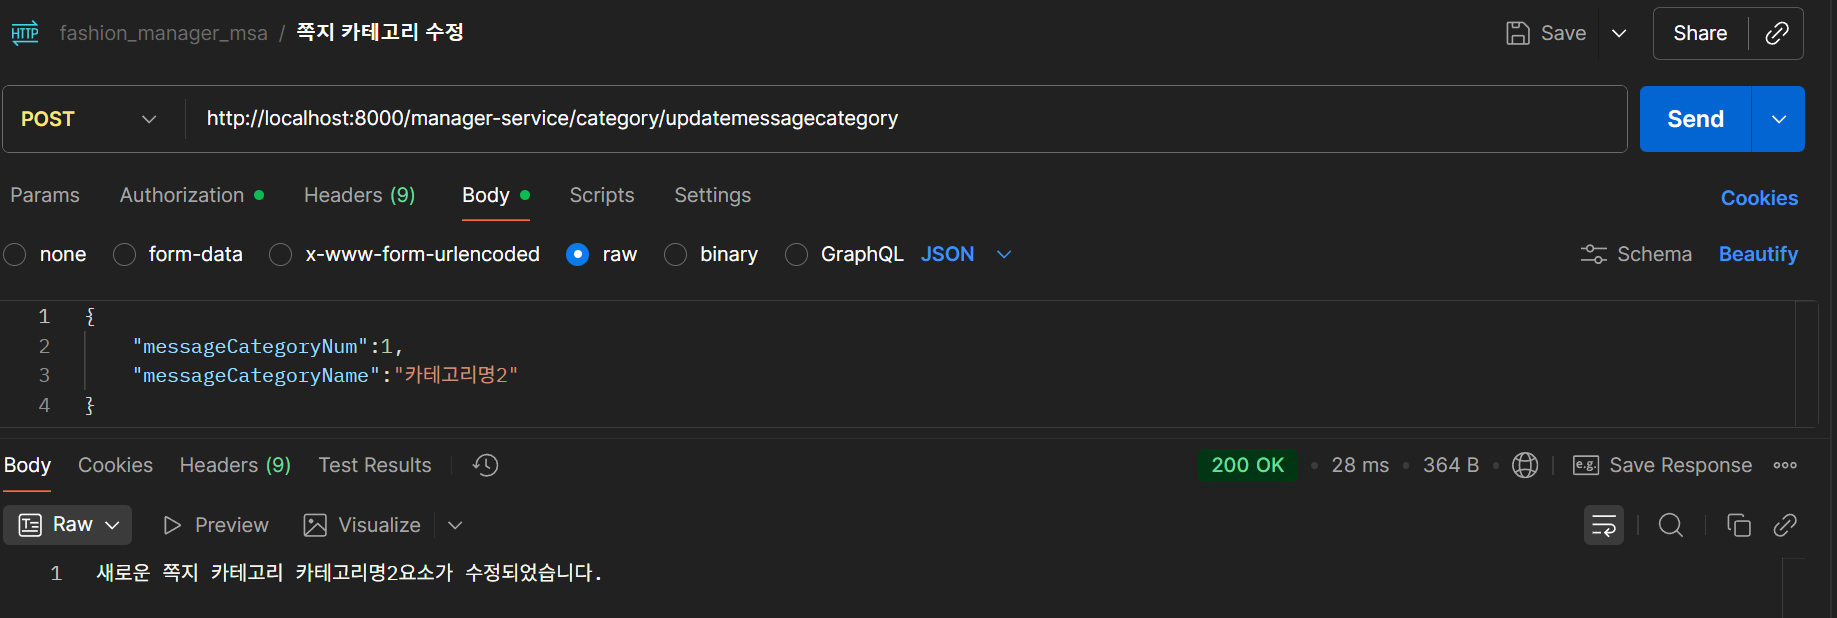 HTTP fashion_manager_msa / 쪽지 카테고리 수정 Save Share
POST http://localhost:8000/manager-service/category/updatemessagecategory Send
Params Authorization Headers (9) Body Scripts Settings Cookies
none form-data x-www-form-urlencoded raw binary GraphQL JSON Schema Beautify
1 {
2 "messageCategoryNum":1,
3 "messageCategoryName":"카테고리명2"
4 }
Body Cookies Headers (9) Test Results 200 OK • 28 ms • 364 B • e.g. Save Response
Raw Preview Visualize
1 새로운 쪽지 카테고리 카테고리명2요소가 수정되었습니다.